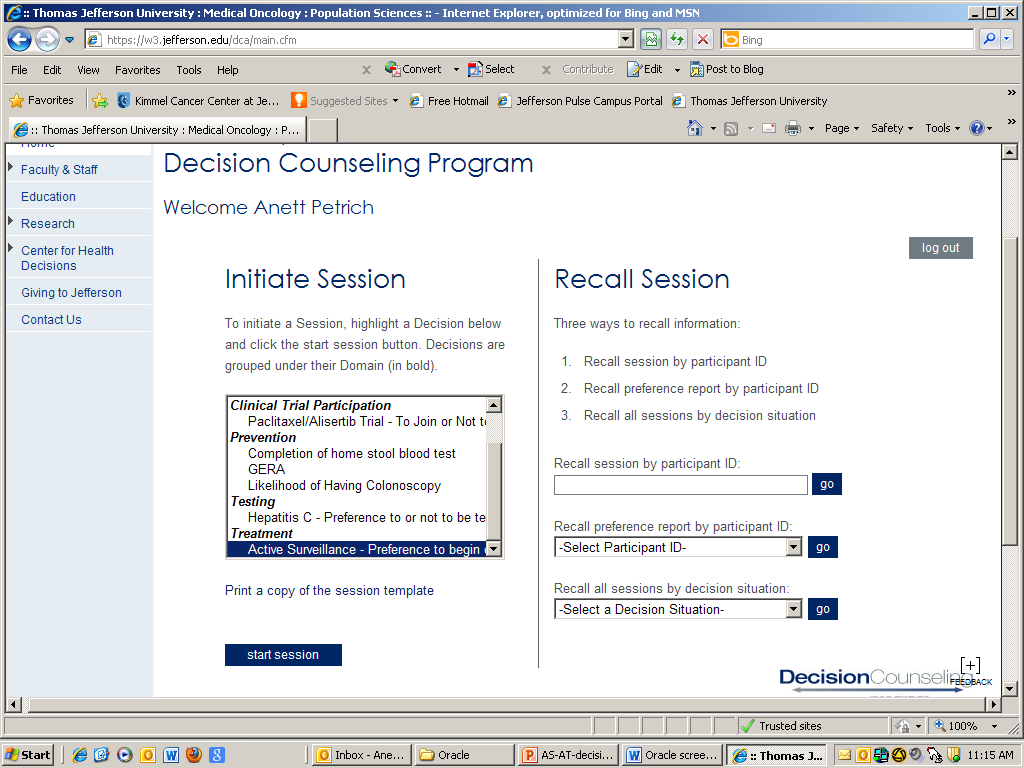 :: Thomas Jefferson University : Medical Oncology : Population Sciences :: - Internet Explorer, optimized for Bing and MSN
https://w3.jefferson.edu/dca/main.cfm
Bing
File Edit View Favorites Tools Help
x Convert Select x Contribute Edit Post to Blog
Favorites Kimmel Cancer Center at Je... Suggested Sites Free Hotmail Jefferson Pulse Campus Portal Thomas Jefferson University
:: Thomas Jefferson University : Medical Oncology : P...
Page Safety Tools
Home
Faculty & Staff
Education
Research
Center for Health
Decisions
Giving to Jefferson
Contact Us
Decision Counseling Program
Welcome Anett Petrich
log out
Initiate Session
To initiate a Session, highlight a Decision below
and click the start session button. Decisions are
grouped under their Domain (in bold).
Clinical Trial Participation
Paclitaxel/Alisertib Trial - To Join or Not to
Prevention
Completion of home stool blood test
GERA
Likelihood of Having Colonoscopy
Testing
Hepatitis C - Preference to or not to be te
Treatment
Active Surveillance - Preference to begin
Print a copy of the session template
start session
Recall Session
Three ways to recall information:
1. Recall session by participant ID
2. Recall preference report by participant ID
3. Recall all sessions by decision situation
Recall session by participant ID:
go
Recall preference report by participant ID:
-Select Participant ID-
go
Recall all sessions by decision situation:
-Select a Decision Situation-
go
DecisionCounseling
[+]
FEEDBACK
Trusted sites
100%
Start
Inbox - Ane...
Oracle
AS-AT-decisi...
Oracle scree...
:: Thomas J...
11:15 AM